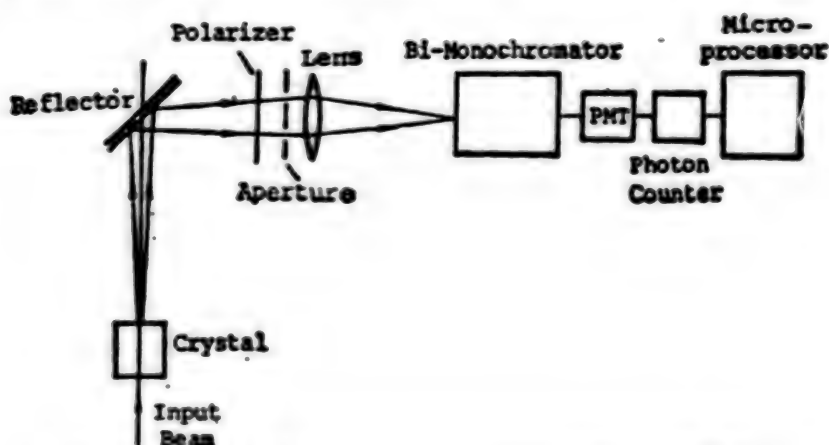 Micro-
processor
Polarizer
Lens
Bi-Monochromator
Reflector
PMT
Aperture
Photon
Counter
Crystal
Input
Beam